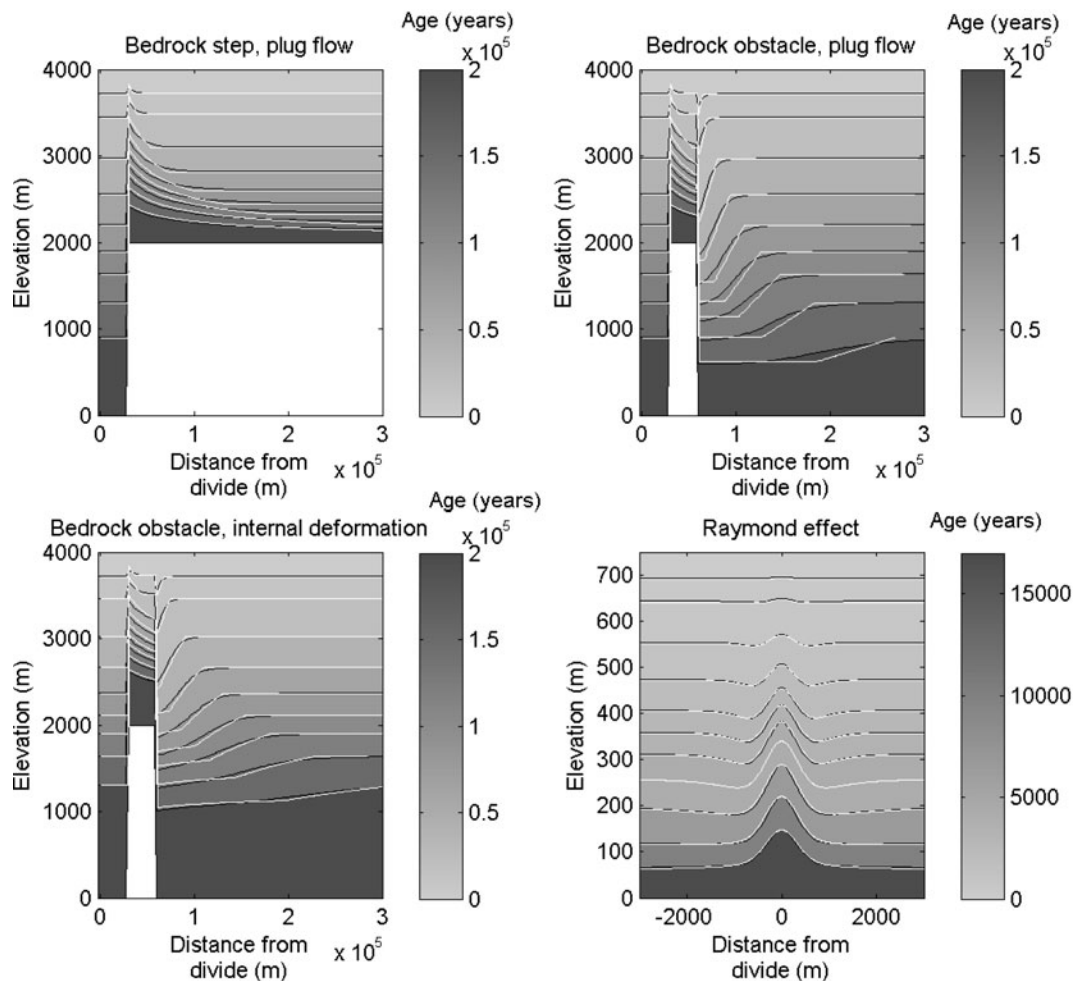 Bedrock step, plug flow
Age (years)
x 10^5
4000
3000
2000
1000
0
Elevation (m)
0 1 2 3
x 10^5
Distance from
divide (m)
2
1.5
1
0.5
0
Bedrock obstacle, plug flow
Age (years)
x 10^5
4000
3000
2000
1000
0
Elevation (m)
0 1 2 3
x 10^5
Distance from
divide (m)
2
1.5
1
0.5
0
Bedrock obstacle, internal deformation
Age (years)
x 10^5
4000
3000
2000
1000
0
Elevation (m)
0 1 2 3
x 10^5
Distance from
divide (m)
2
1.5
1
0.5
0
Raymond effect
Age (years)
700
600
500
400
300
200
100
0
Elevation (m)
-2000 0 2000
Distance from
divide (m)
15000
10000
5000
0